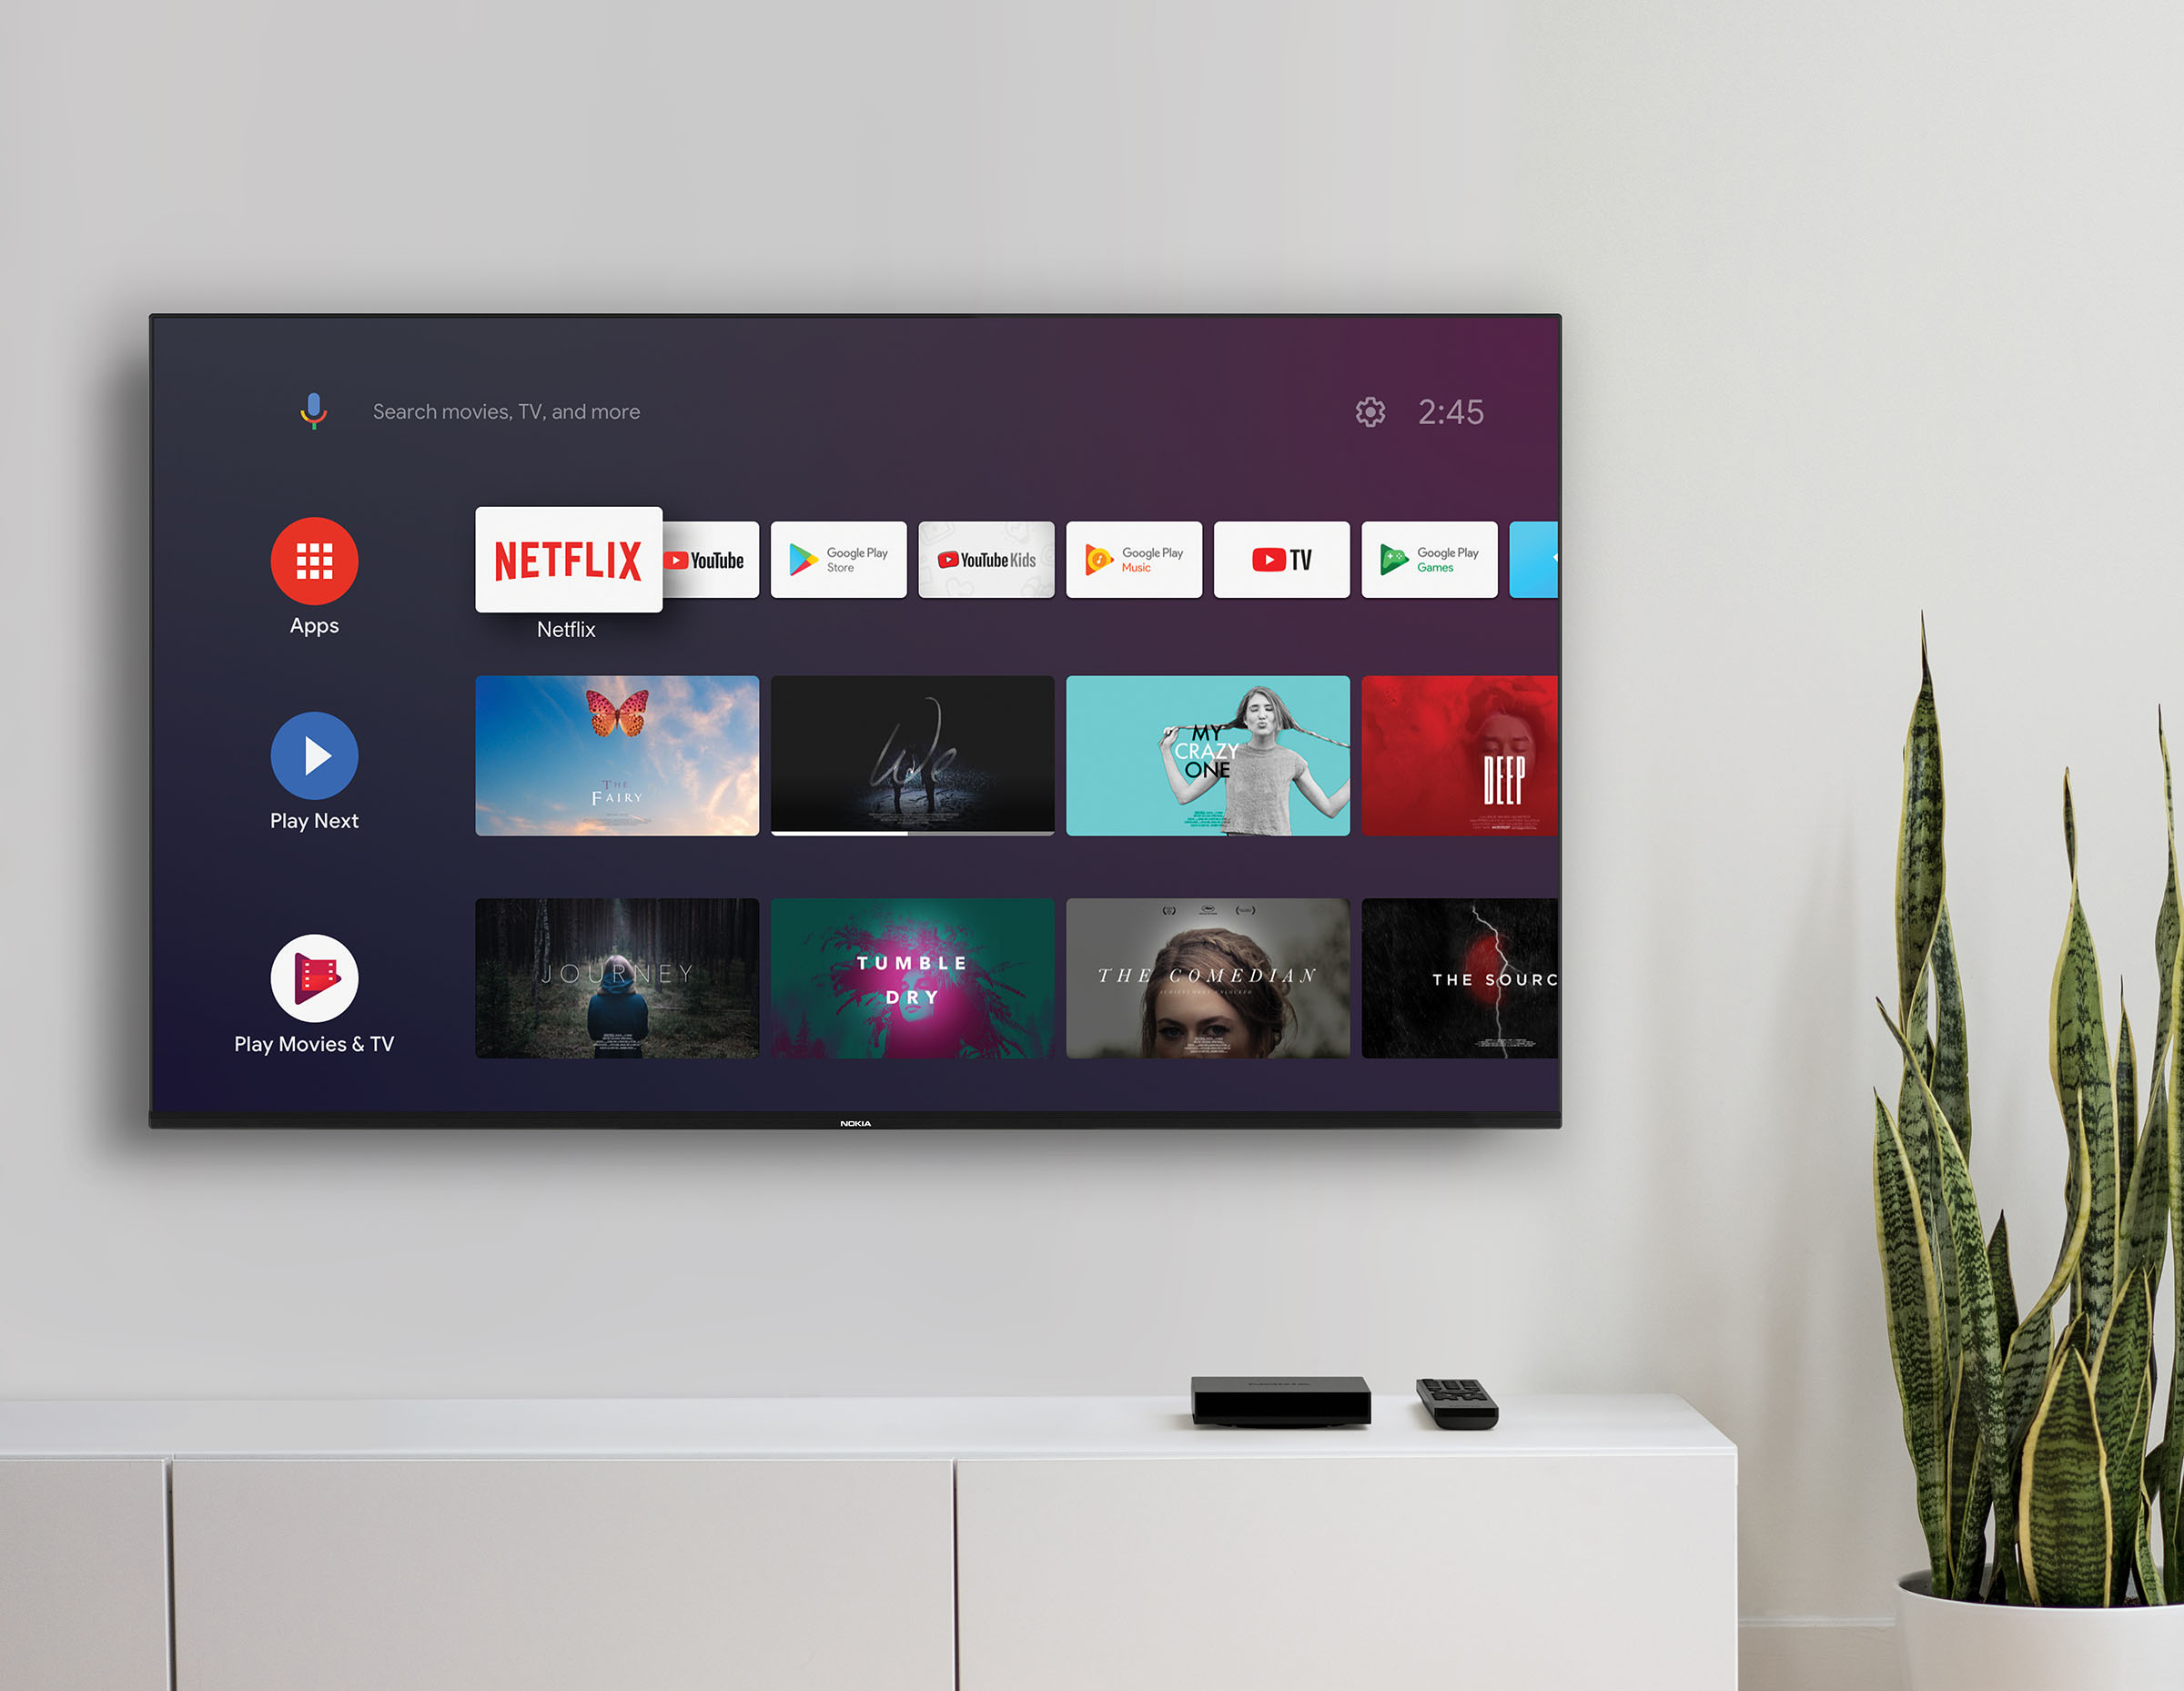 Search movies, TV, and more
2:45
NETFLIX
YouTube
Google Play
Store
YouTube Kids
Google Play
Music
TV
Google Play
Games
Apps
Netflix
THE
FAIRY
We
MY
CRAZY
ONE
DEEP
Play Next
JOURNEY
TUMBLE
DRY
THE COMEDIAN
THE SOURC
Play Movies & TV
NOKIA